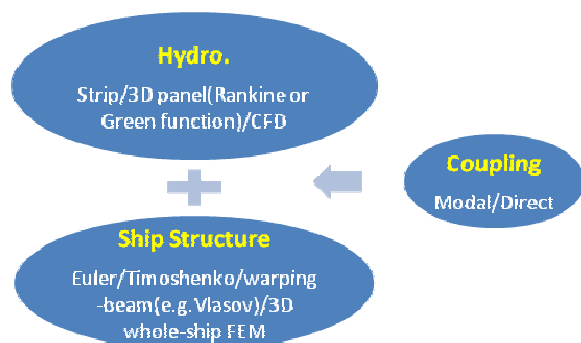 Hydro.
Strip/3D panel(Rankine or
Green function)/CFD
Coupling
Modal/Direct
Ship Structure
Euler/Timoshenko/warping
-beam(e.g.Vlasov)/3D
whole-ship FEM